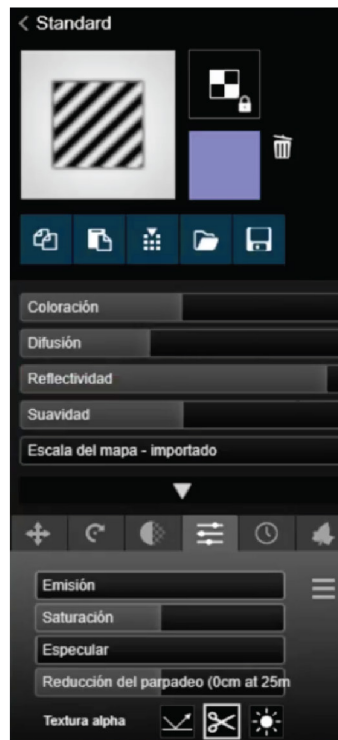 Standard
Coloración
Difusión
Reflectividad
Suavidad
Escala del mapa - importado
Emisión
Saturación
Especular
Reducción del parpadeo (0cm at 25m
Textura alpha